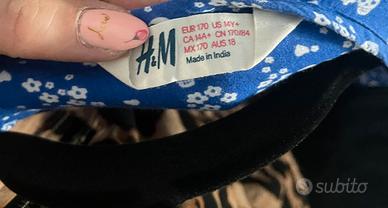 H&M
EUR 170 US 14Y+
CA 14A+ CN 170/84
MX 170 AUS 18
Made in India
subito